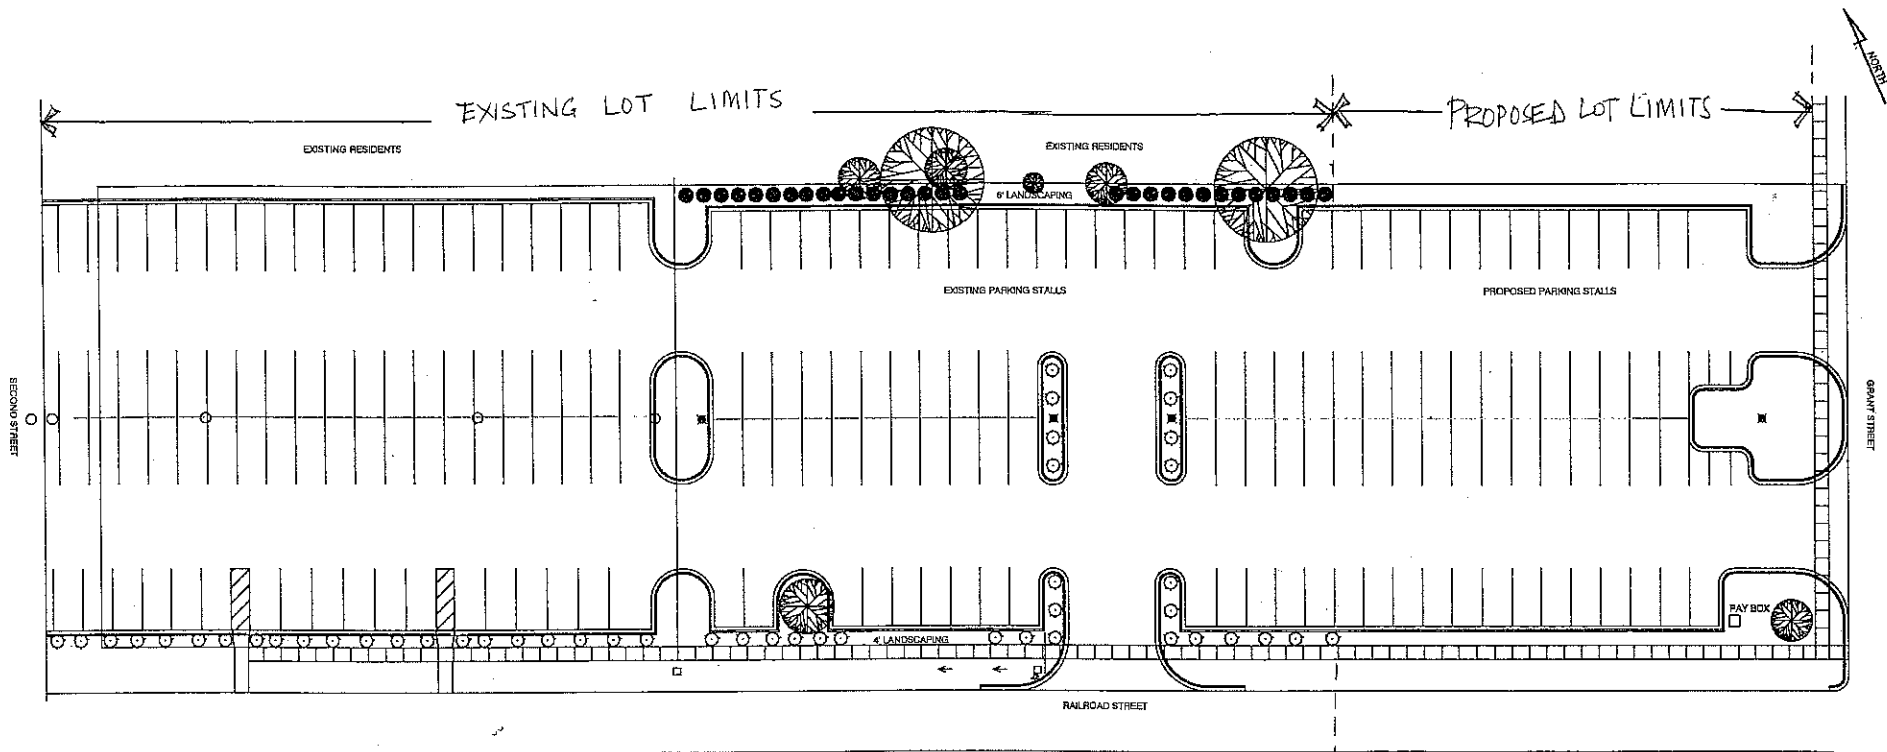 NORTH
EXISTING LOT LIMITS
PROPOSED LOT LIMITS
EXISTING RESIDENTS
EXISTING RESIDENTS
6' LANDSCAPING
EXISTING PARKING STALLS
PROPOSED PARKING STALLS
SECOND STREET
GRANT STREET
PAY BOX
4' LANDSCAPING
RAILROAD STREET